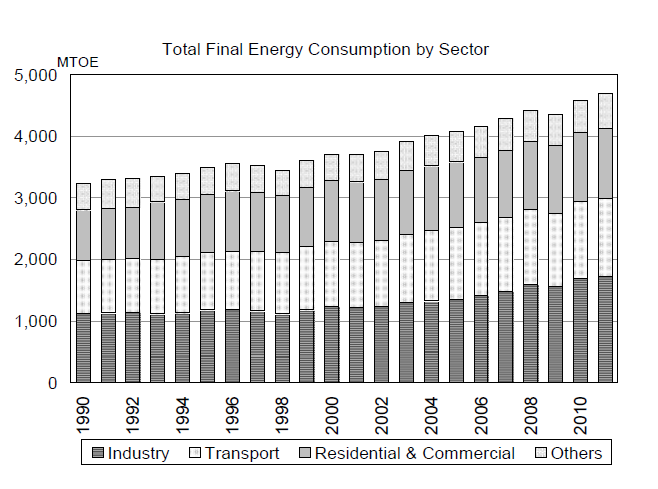 Total Final Energy Consumption by Sector
MTOE
5,000
4,000
3,000
2,000
1,000
0
1990 1992 1994 1996 1998 2000 2002 2004 2006 2008 2010
Industry Transport Residential & Commercial Others